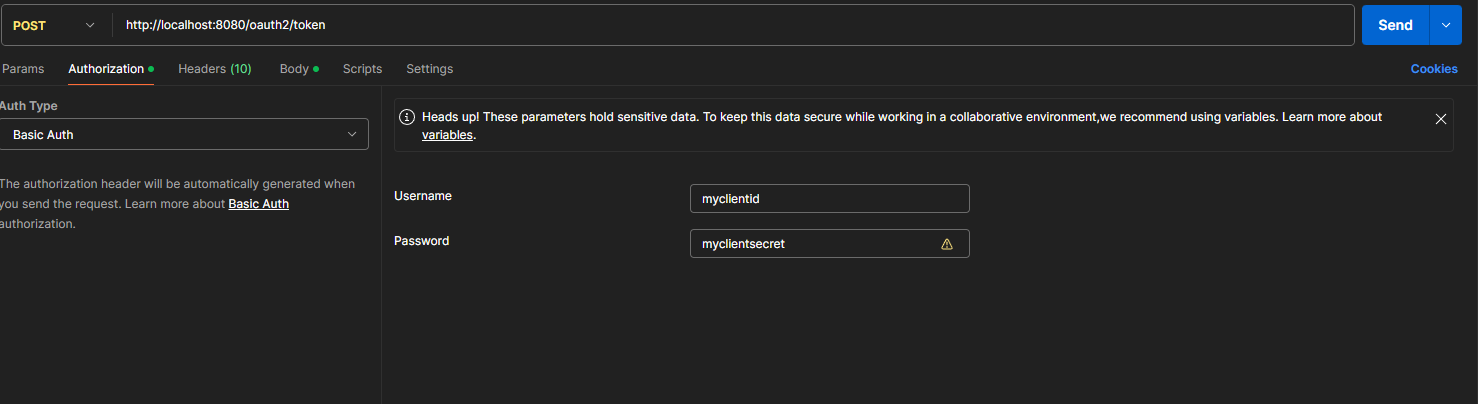 POST http://localhost:8080/oauth2/token Send
Params Authorization Headers (10) Body Scripts Settings Cookies
Auth Type
Basic Auth
The authorization header will be automatically generated when
you send the request. Learn more about Basic Auth
authorization.
Heads up! These parameters hold sensitive data. To keep this data secure while working in a collaborative environment,we recommend using variables. Learn more about
variables.
Username myclientid
Password myclientsecret